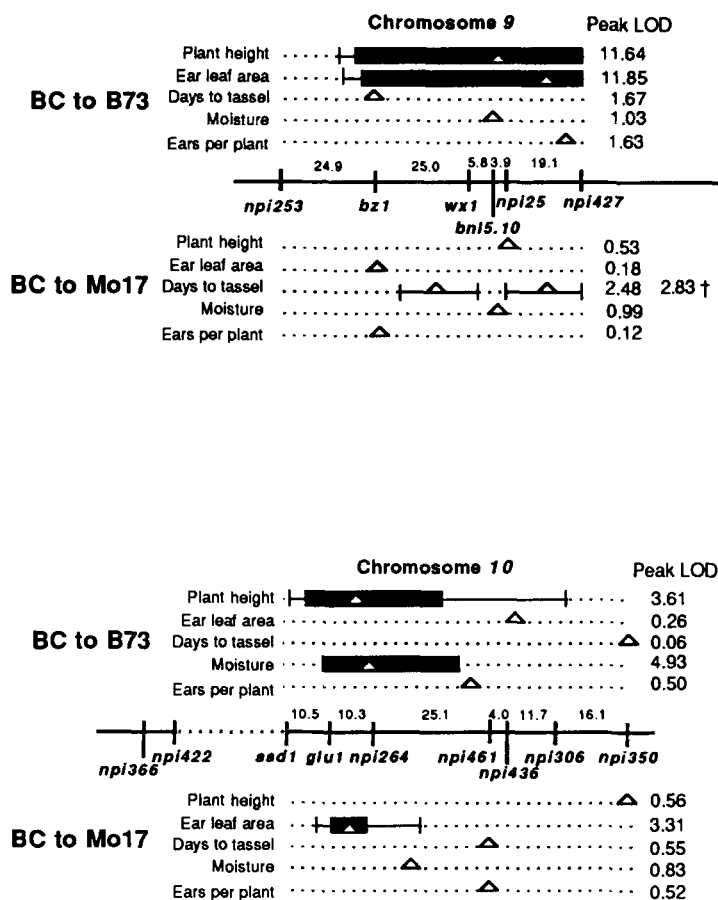 Chromosome 9 Peak LOD
BC to B73
Plant height 11.64
Ear leaf area 11.85
Days to tassel 1.67
Moisture 1.03
Ears per plant 1.63
24.9 25.0 5.8 3.9 19.1
npi253 bz1 wx1 npi25 npi427
bnl5.10
BC to Mo17
Plant height 0.53
Ear leaf area 0.18
Days to tassel 2.48 2.83 †
Moisture 0.99
Ears per plant 0.12
Chromosome 10 Peak LOD
BC to B73
Plant height 3.61
Ear leaf area 0.26
Days to tassel 0.06
Moisture 4.93
Ears per plant 0.50
10.5 10.3 25.1 4.0 11.7 16.1
npi366 npi422 sad1 glu1 npi264 npi461 npi306 npi350
npi436
BC to Mo17
Plant height 0.56
Ear leaf area 3.31
Days to tassel 0.55
Moisture 0.83
Ears per plant 0.52